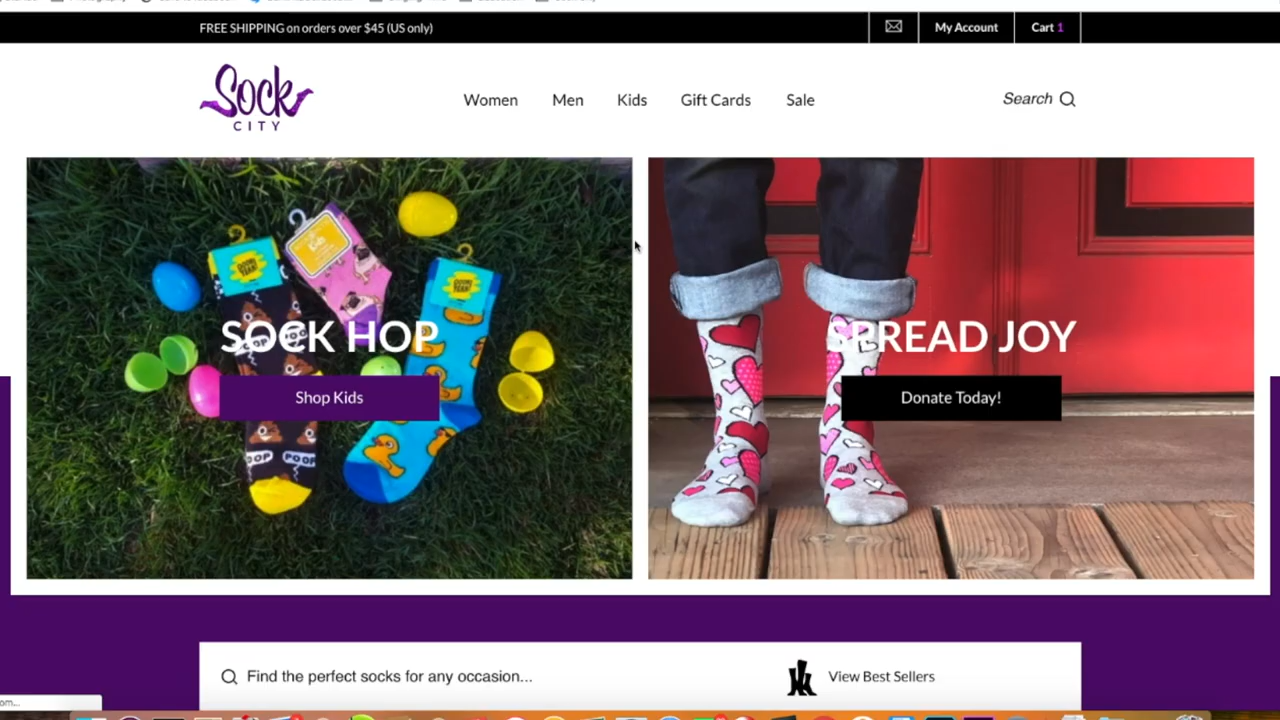 FREE SHIPPING on orders over $45 (US only)
My Account
Cart 1
Sock
CITY
Women
Men
Kids
Gift Cards
Sale
Search
SOCK HOP
Shop Kids
POOP
POOP
SPREAD JOY
Donate Today!
Find the perfect socks for any occasion...
View Best Sellers